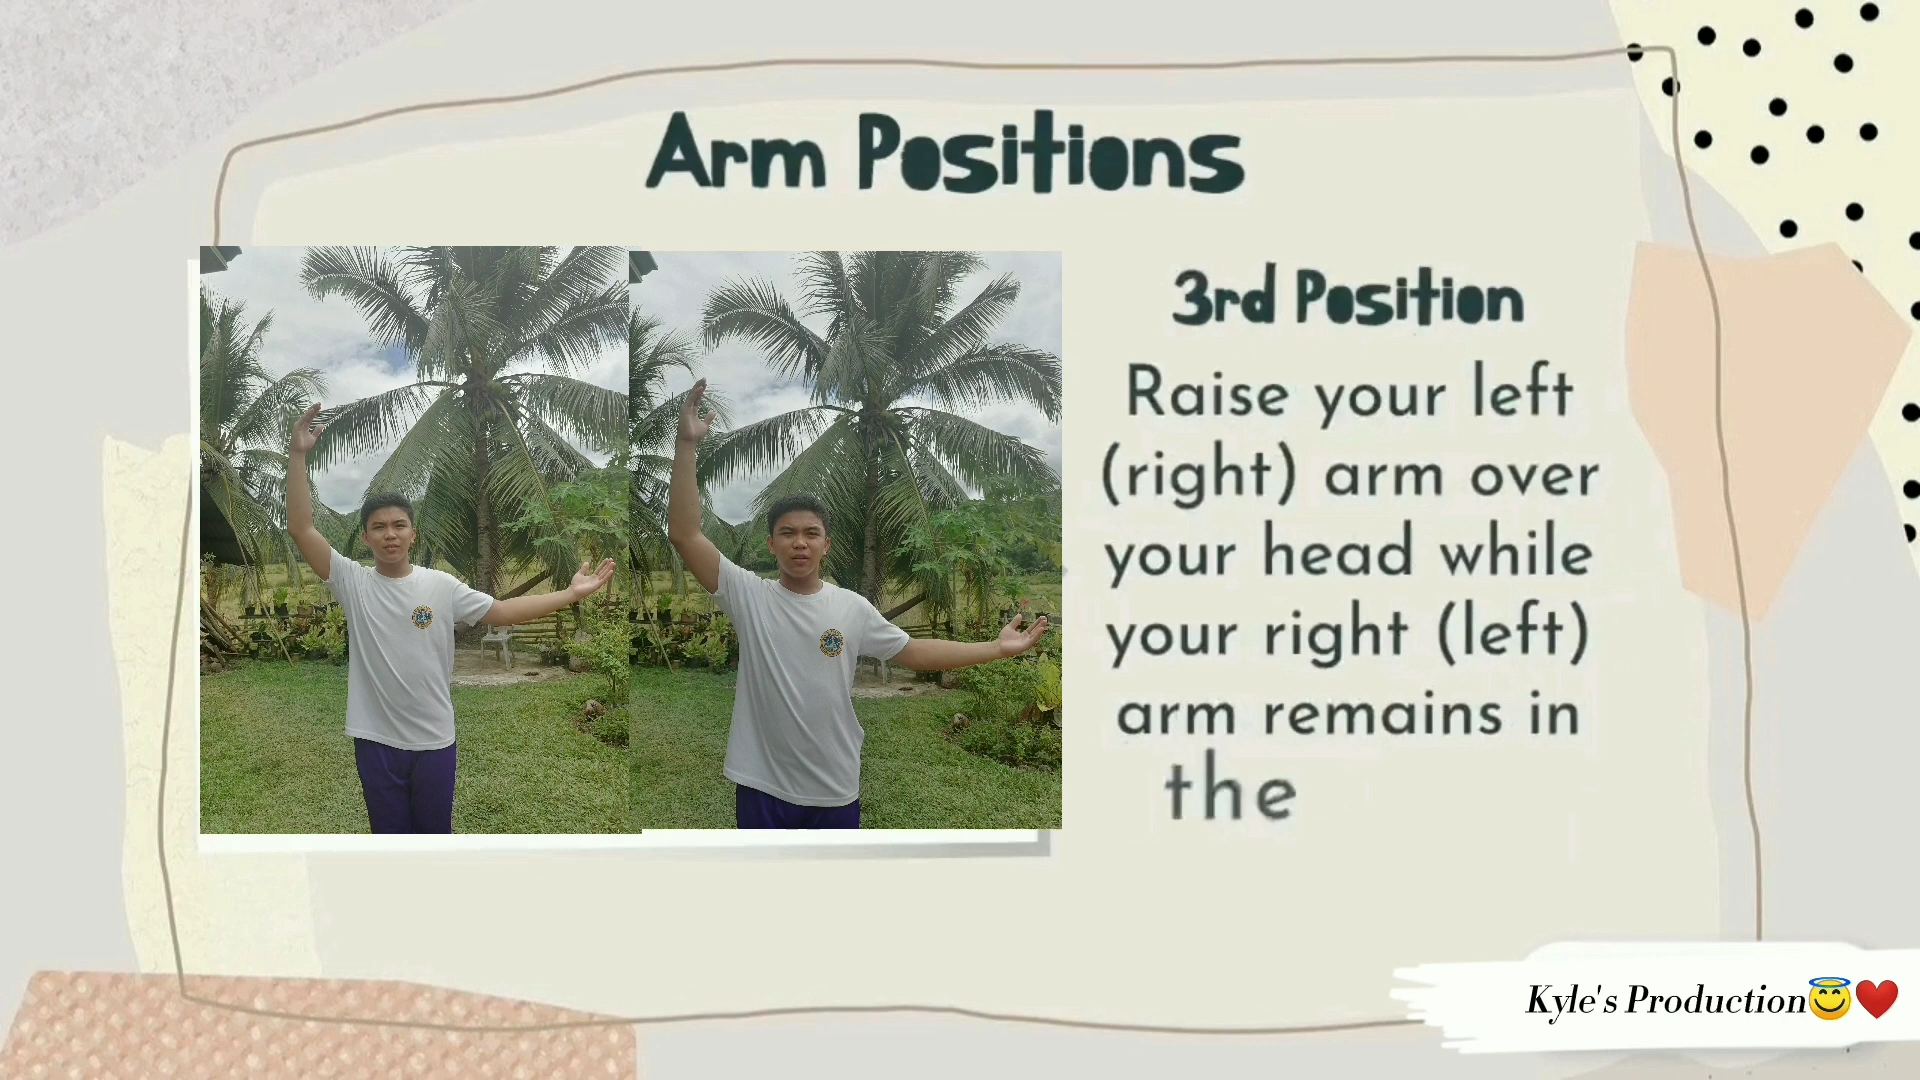 Arm Positions
3rd Position
Raise your left
(right) arm over
your head while
your right (left)
arm remains in
the
Kyle's Production😇❤️